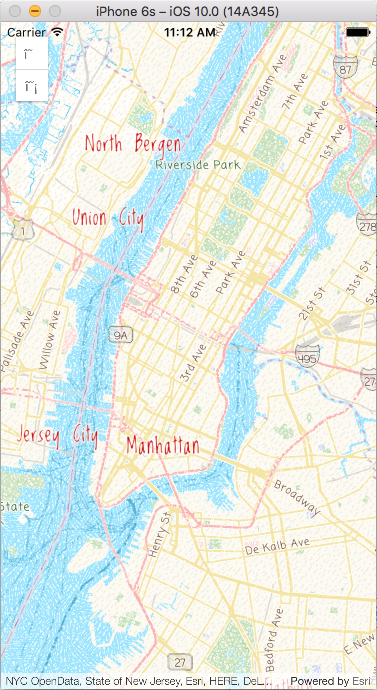 iPhone 6s – iOS 10.0 (14A345)
Carrier 11:12 AM
87
Amsterdam Ave
7th Ave
Park Ave
1st Ave
North Bergen
Riverside Park
Union City
1
278
8th Ave
6th Ave
Park Ave
21st St
31st St
9A
Palisade Ave
Willow Ave
3rd Ave
495
27
Jersey City
Manhattan
State
Broadway
Henry St
De Kalb Ave
Bedford Ave
E New
27
NYC OpenData, State of New Jersey, Esri, HERE, DeL... Powered by Esri